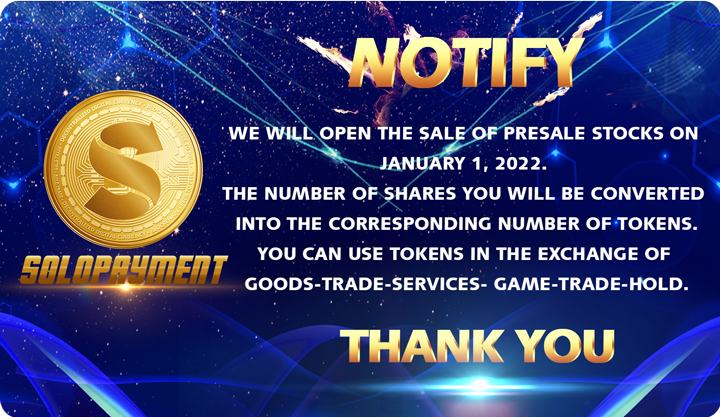 NOTIFY
WE WILL OPEN THE SALE OF PRESALE STOCKS ON
JANUARY 1, 2022.
THE NUMBER OF SHARES YOU WILL BE CONVERTED
INTO THE CORRESPONDING NUMBER OF TOKENS.
YOU CAN USE TOKENS IN THE EXCHANGE OF
GOODS-TRADE-SERVICES- GAME-TRADE-HOLD.
THANK YOU
S
SOLOPAYMENT